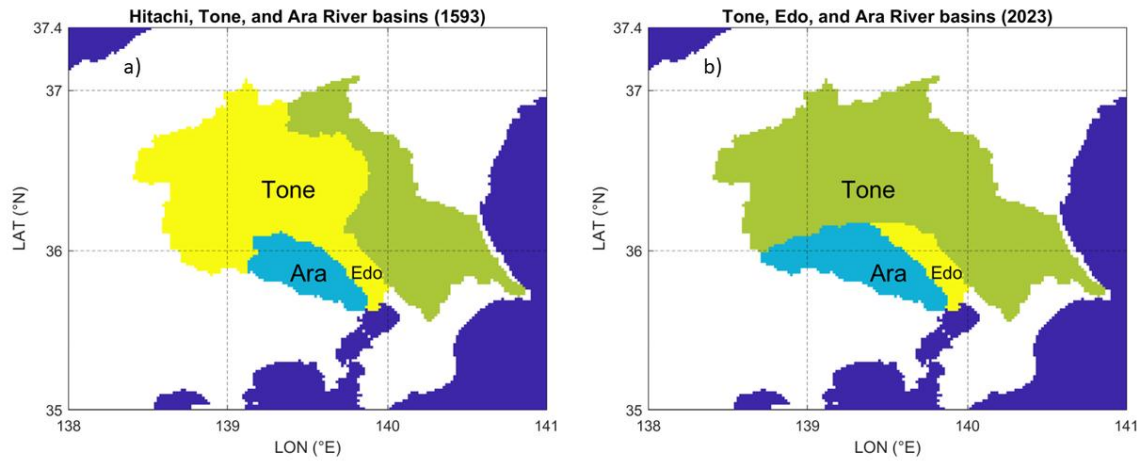 Hitachi, Tone, and Ara River basins (1593)
37.4
a)
37
Tone
LAT (°N)
36
Ara
Edo
35
138
139
140
141
LON (°E)
Tone, Edo, and Ara River basins (2023)
37.4
b)
37
Tone
LAT (°N)
36
Ara
Edo
35
138
139
140
141
LON (°E)